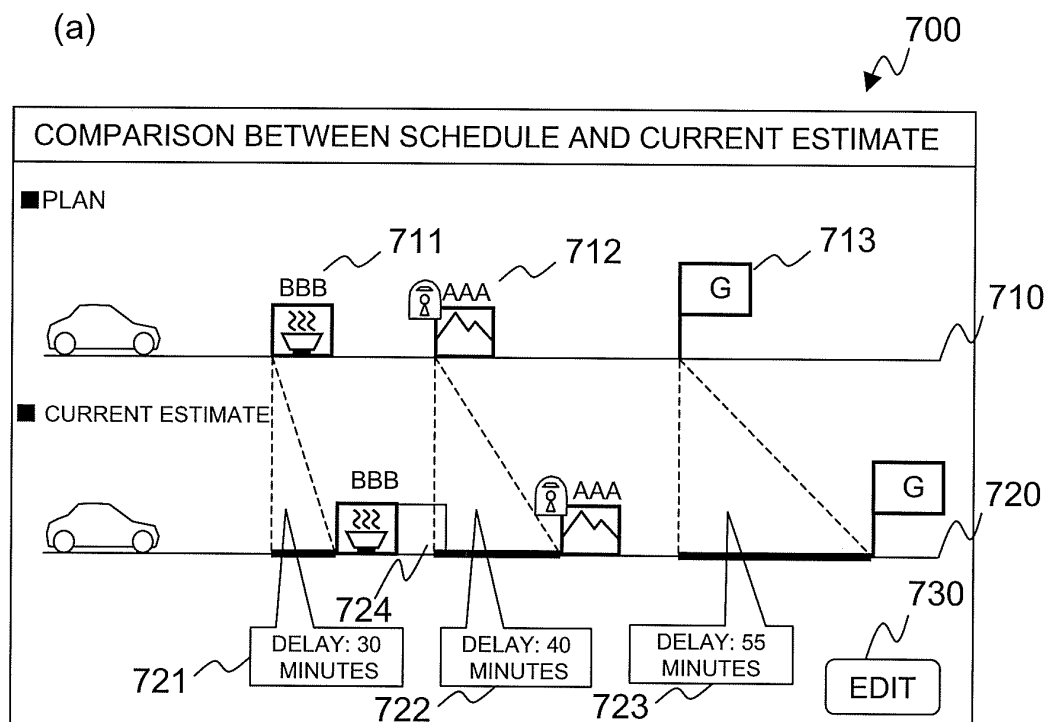 (a)
700
COMPARISON BETWEEN SCHEDULE AND CURRENT ESTIMATE
■PLAN
711
712
713
BBB
AAA
G
710
■ CURRENT ESTIMATE
BBB
AAA
G
720
724
730
DELAY: 30
MINUTES
DELAY: 40
MINUTES
DELAY: 55
MINUTES
EDIT
721
722
723